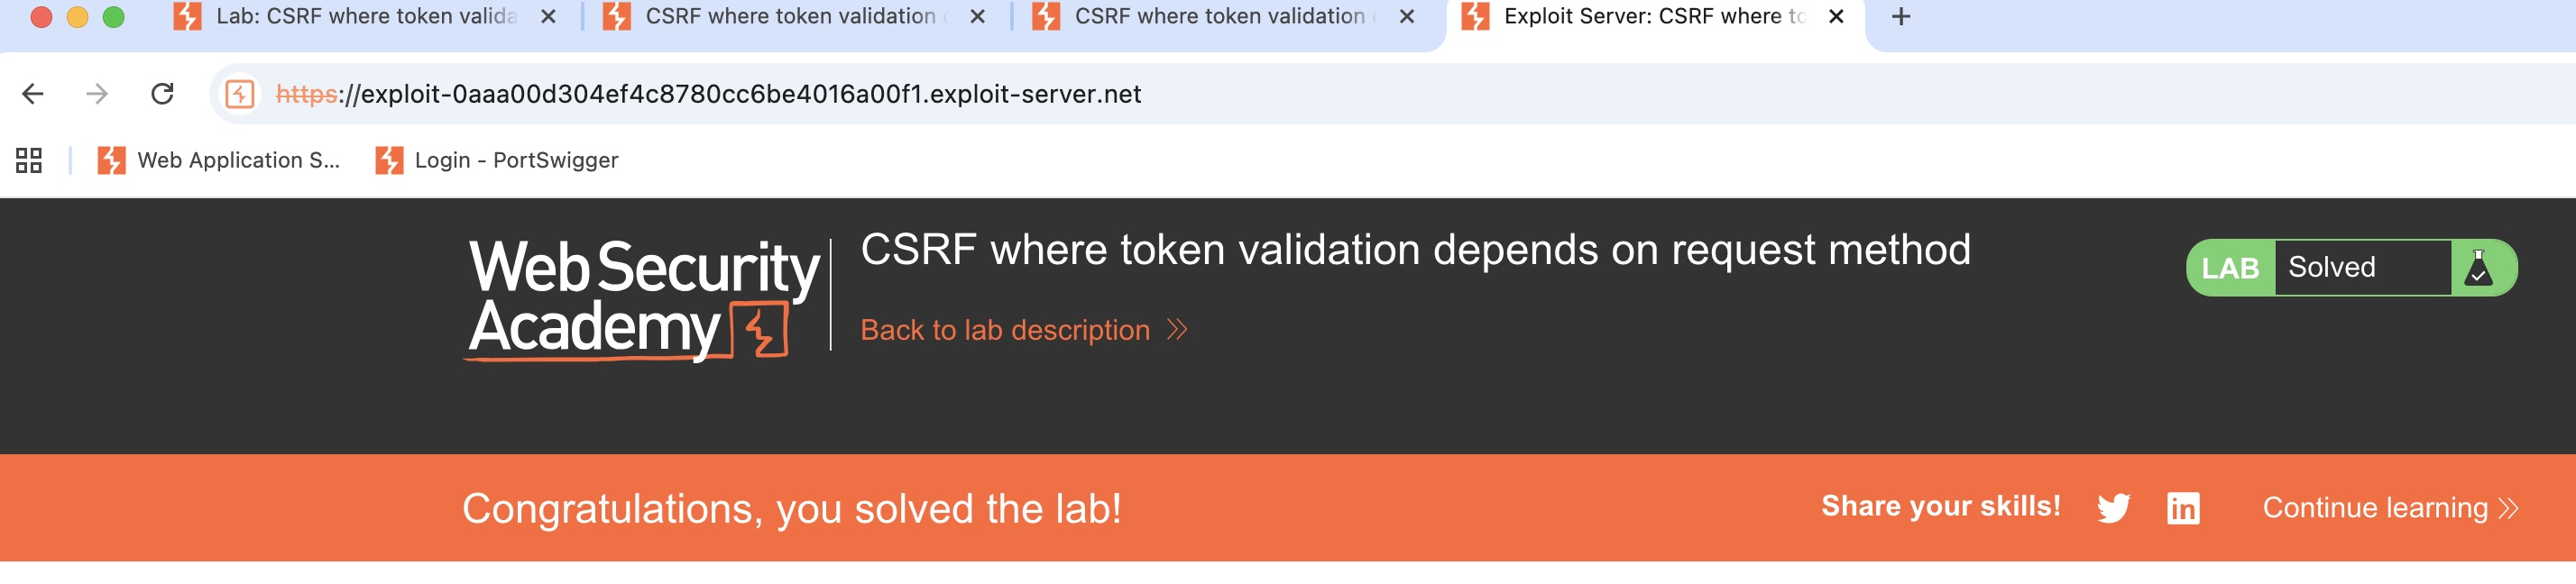 Lab: CSRF where token valida
CSRF where token validation
CSRF where token validation
Exploit Server: CSRF where to
https://exploit-0aaa00d304ef4c8780cc6be4016a00f1.exploit-server.net
Web Application S...
Login - PortSwigger
Web Security
Academy
CSRF where token validation depends on request method
Back to lab description
LAB
Solved
Congratulations, you solved the lab!
Share your skills!
in
Continue learning